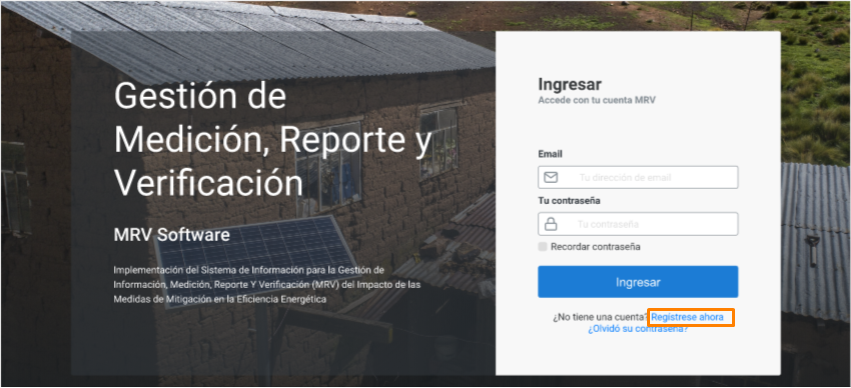 Gestión de
Medición, Reporte y
Verificación
MRV Software
Implementación del Sistema de Información para la Gestión de
Información, Medición, Reporte Y Verificación (MRV) del Impacto de las
Medidas de Mitigación en la Eficiencia Energética
Ingresar
Accede con tu cuenta MRV
Email
Tu dirección de email
Tu contraseña
Tu contraseña
Recordar contraseña
Ingresar
¿No tiene una cuenta? Regístrese ahora
¿Olvidó su contraseña?